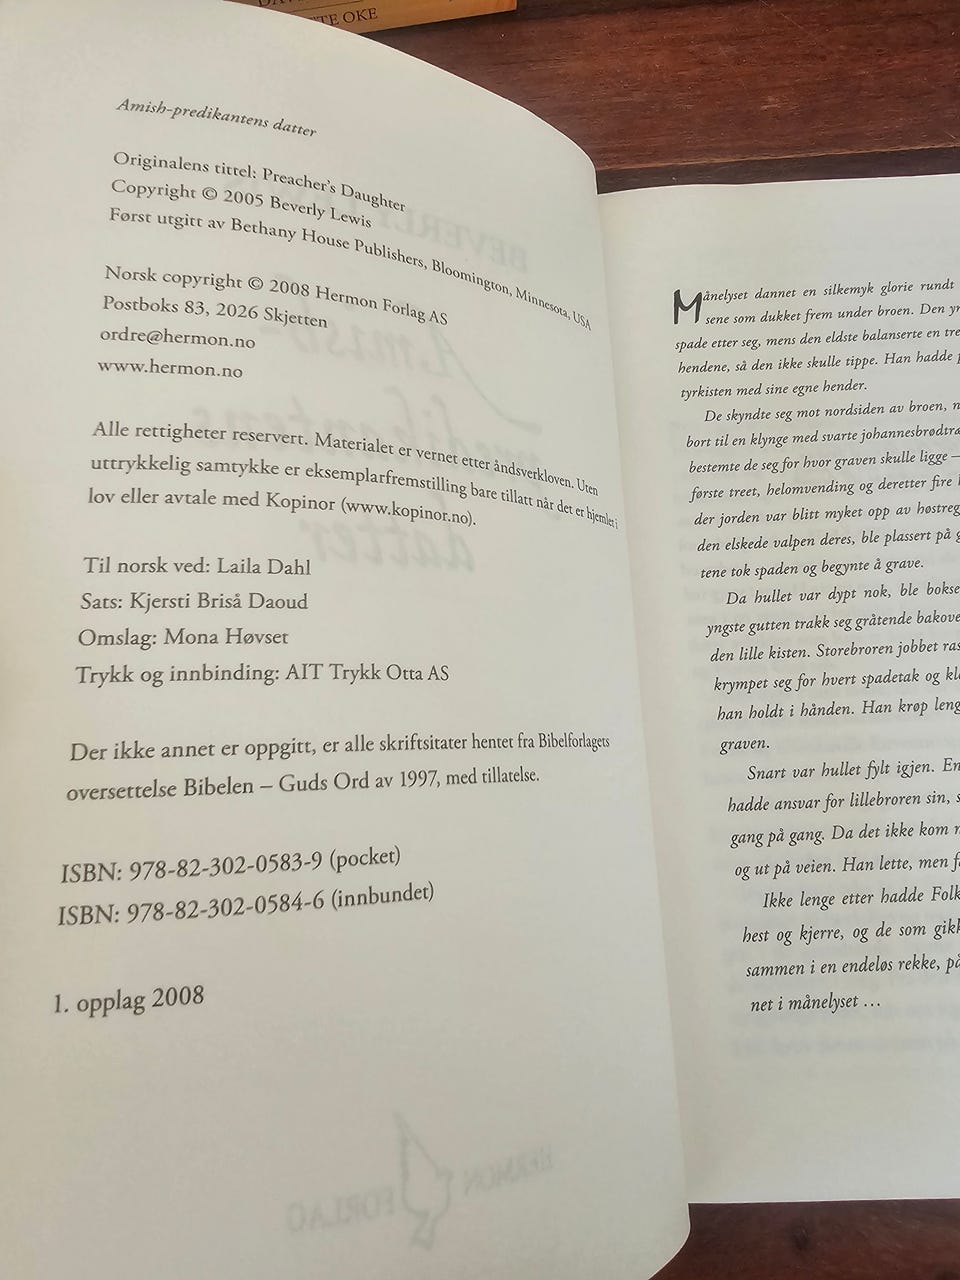 TE OKE
Amish-predikantens datter
Originalens tittel: Preacher's Daughter
Copyright © 2005 Beverly Lewis
Først utgitt av Bethany House Publishers, Bloomington, Minnesota, USA
Norsk copyright © 2008 Hermon Forlag AS
Postboks 83, 2026 Skjetten
ordre@hermon.no
www.hermon.no
Alle rettigheter reservert. Materialet er vernet etter åndsverkloven. Uten
uttrykkelig samtykke er eksemplarfremstilling bare tillatt når det er hjemlet i
lov eller avtale med Kopinor (www.kopinor.no).
Til norsk ved: Laila Dahl
Sats: Kjersti Briså Daoud
Omslag: Mona Høvset
Trykk og innbinding: AIT Trykk Otta AS
Der ikke annet er oppgitt, er alle skriftsitater hentet fra Bibelforlagets
oversettelse Bibelen – Guds Ord av 1997, med tillatelse.
ISBN: 978-82-302-0583-9 (pocket)
ISBN: 978-82-302-0584-6 (innbundet)
1. opplag 2008
HERMON FORLAG
Månelyset dannet en silkemyk glorie rundt
sene som dukket frem under broen. Den
spade etter seg, mens den eldste balanserte en
hendene, så den ikke skulle tippe. Han hadde
tyrkisten med sine egne hender.
De skyndte seg mot nordsiden av broen,
bort til en klynge med svarte
bestemte de seg for hvor graven skulle ligge –
første treet, helomvending og deretter fire
der jorden var blitt myket opp av
den elskede valpen deres, ble plassert på
tene tok spaden og begynte å grave.
Da hullet var dypt nok, ble
yngste gutten trakk seg gråtende
den lille kisten. Storebroren jobbet
krympet seg for hvert spadetak og
han holdt i hånden. Han krøp
graven.
Snart var hullet fylt igjen.
hadde ansvar for lillebroren sin,
gang på gang. Da det ikke kom
og ut på veien. Han lette, men
Ikke lenge etter hadde
hest og kjerre, og de som
sammen i en endeløs rekke,
net i månelyset …